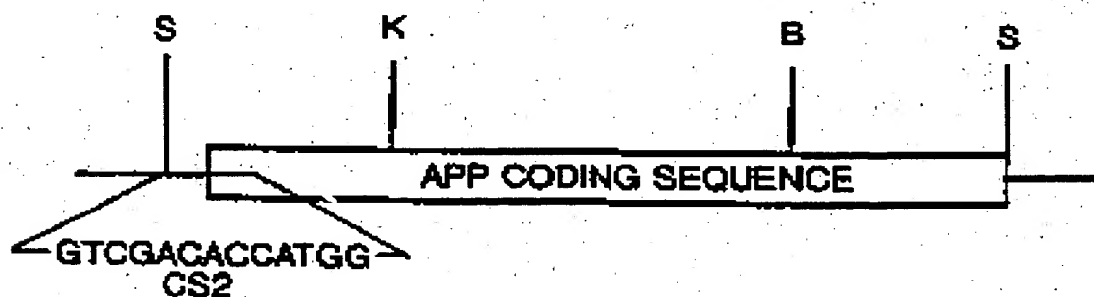 S K B S
APP CODING SEQUENCE
GTCGACACCATGG
CS2